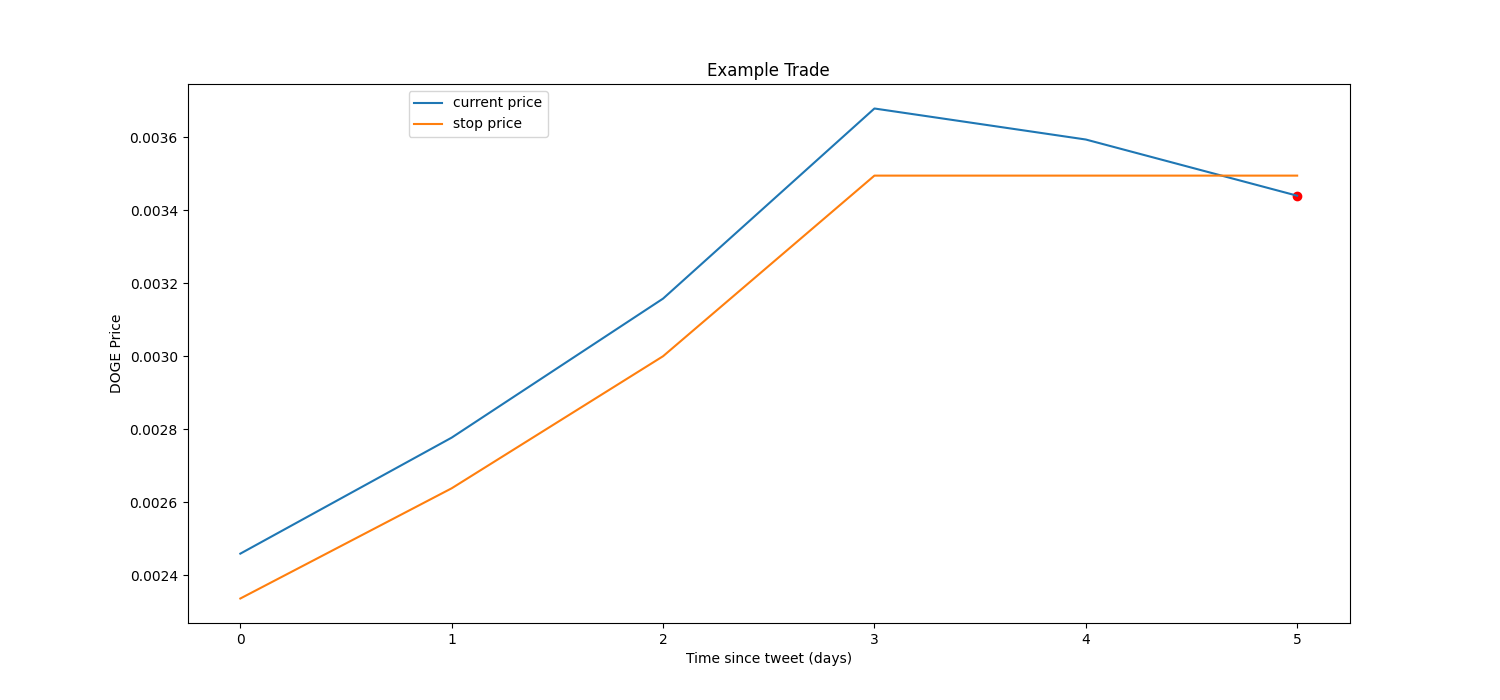 Example Trade
current price
stop price
0.0036
0.0034
0.0032
0.0030
0.0028
0.0026
0.0024
DOGE Price
0 1 2 3 4 5
Time since tweet (days)